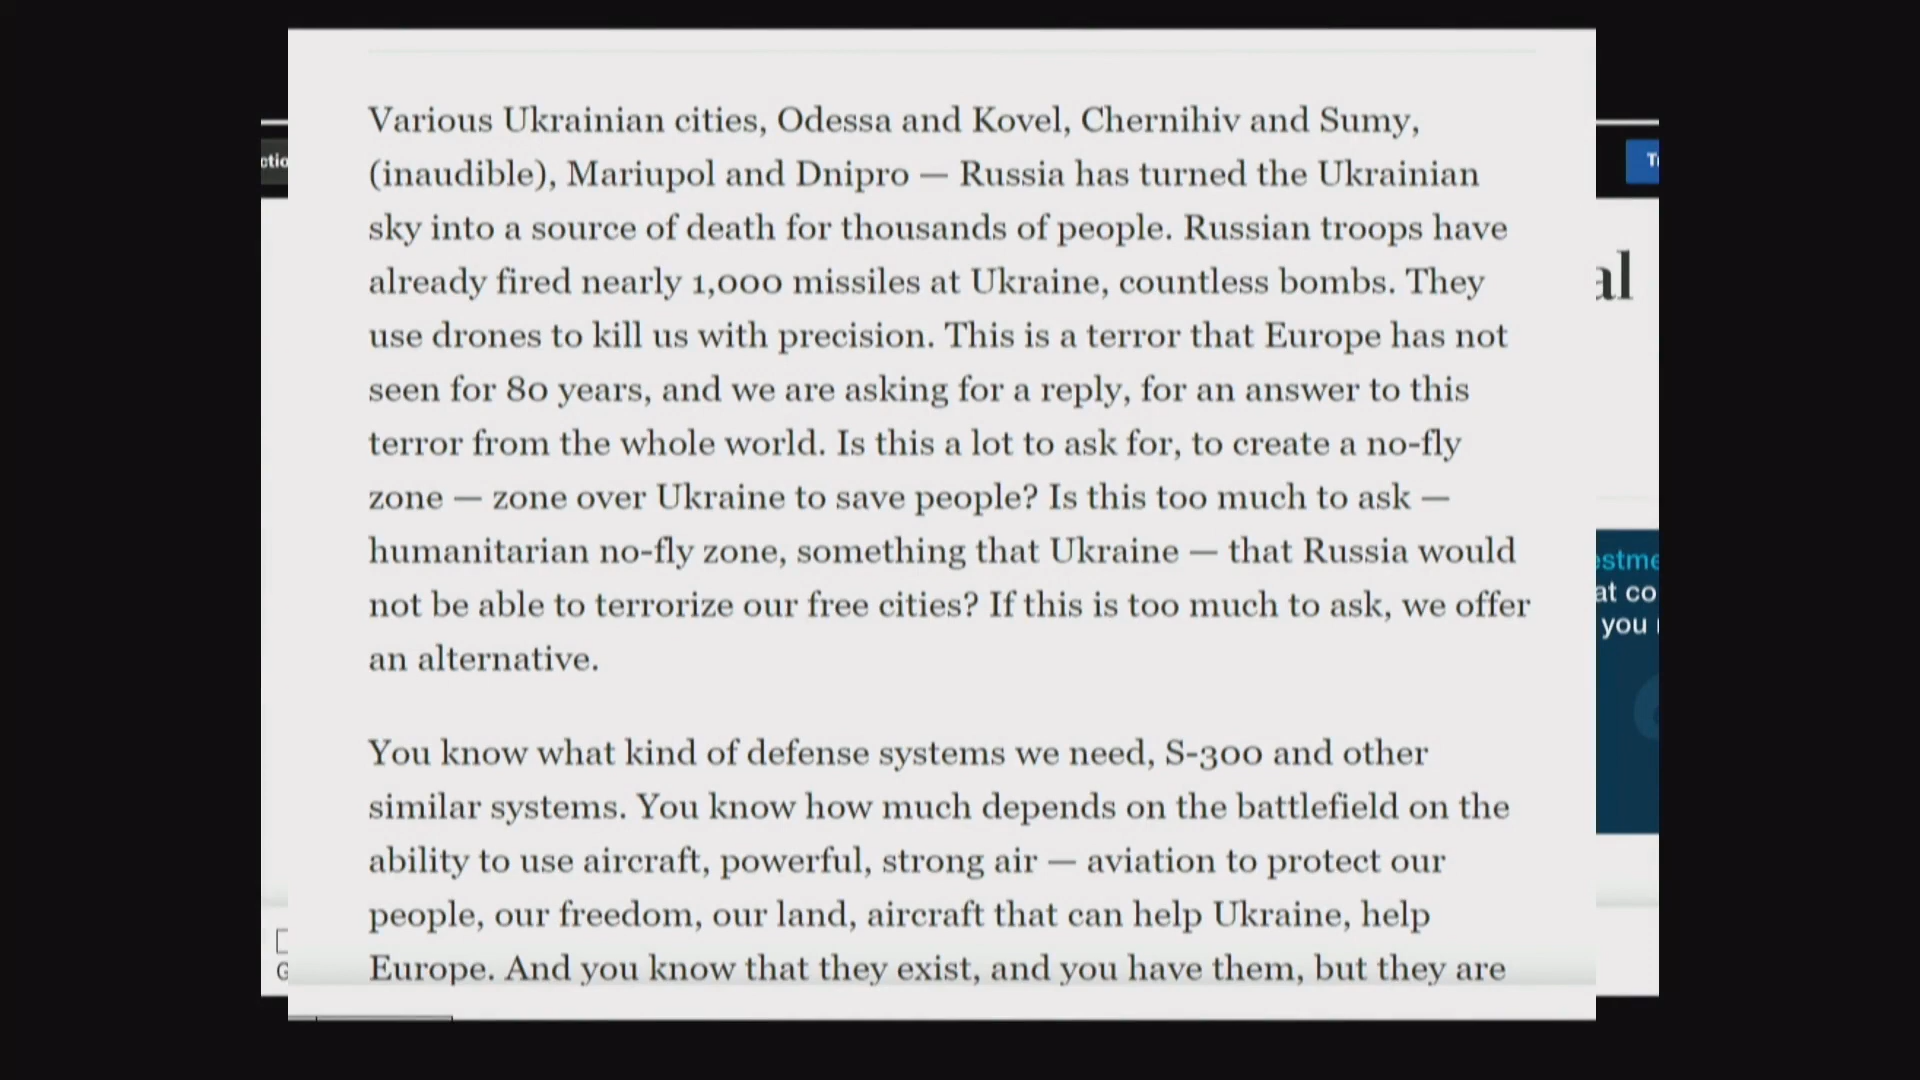 Various Ukrainian cities, Odessa and Kovel, Chernihiv and Sumy,
(inaudible), Mariupol and Dnipro — Russia has turned the Ukrainian
sky into a source of death for thousands of people. Russian troops have
already fired nearly 1,000 missiles at Ukraine, countless bombs. They
use drones to kill us with precision. This is a terror that Europe has not
seen for 80 years, and we are asking for a reply, for an answer to this
terror from the whole world. Is this a lot to ask for, to create a no-fly
zone — zone over Ukraine to save people? Is this too much to ask —
humanitarian no-fly zone, something that Ukraine — that Russia would
not be able to terrorize our free cities? If this is too much to ask, we offer
an alternative.
You know what kind of defense systems we need, S-300 and other
similar systems. You know how much depends on the battlefield on the
ability to use aircraft, powerful, strong air — aviation to protect our
people, our freedom, our land, aircraft that can help Ukraine, help
Europe. And you know that they exist, and you have them, but they are
ctio
al
estme
at co
you